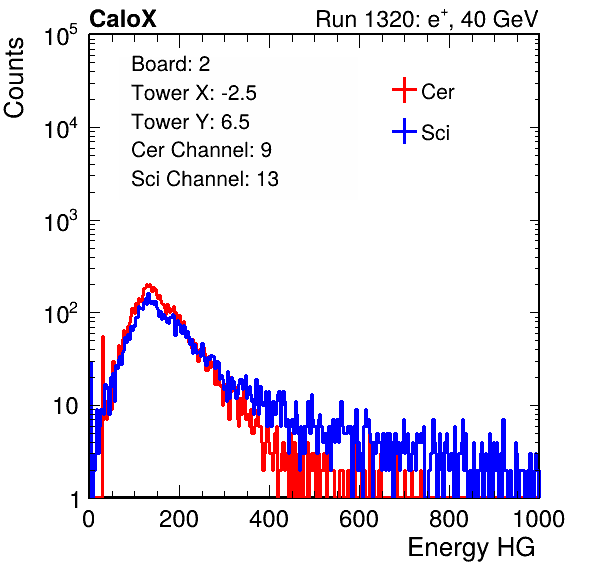 CaloX Run 1320: e⁺, 40 GeV
Counts
Board: 2
Tower X: -2.5
Tower Y: 6.5
Cer Channel: 9
Sci Channel: 13
Cer
Sci
10⁵
10⁴
10³
10²
10
1
0 200 400 600 800 1000
Energy HG